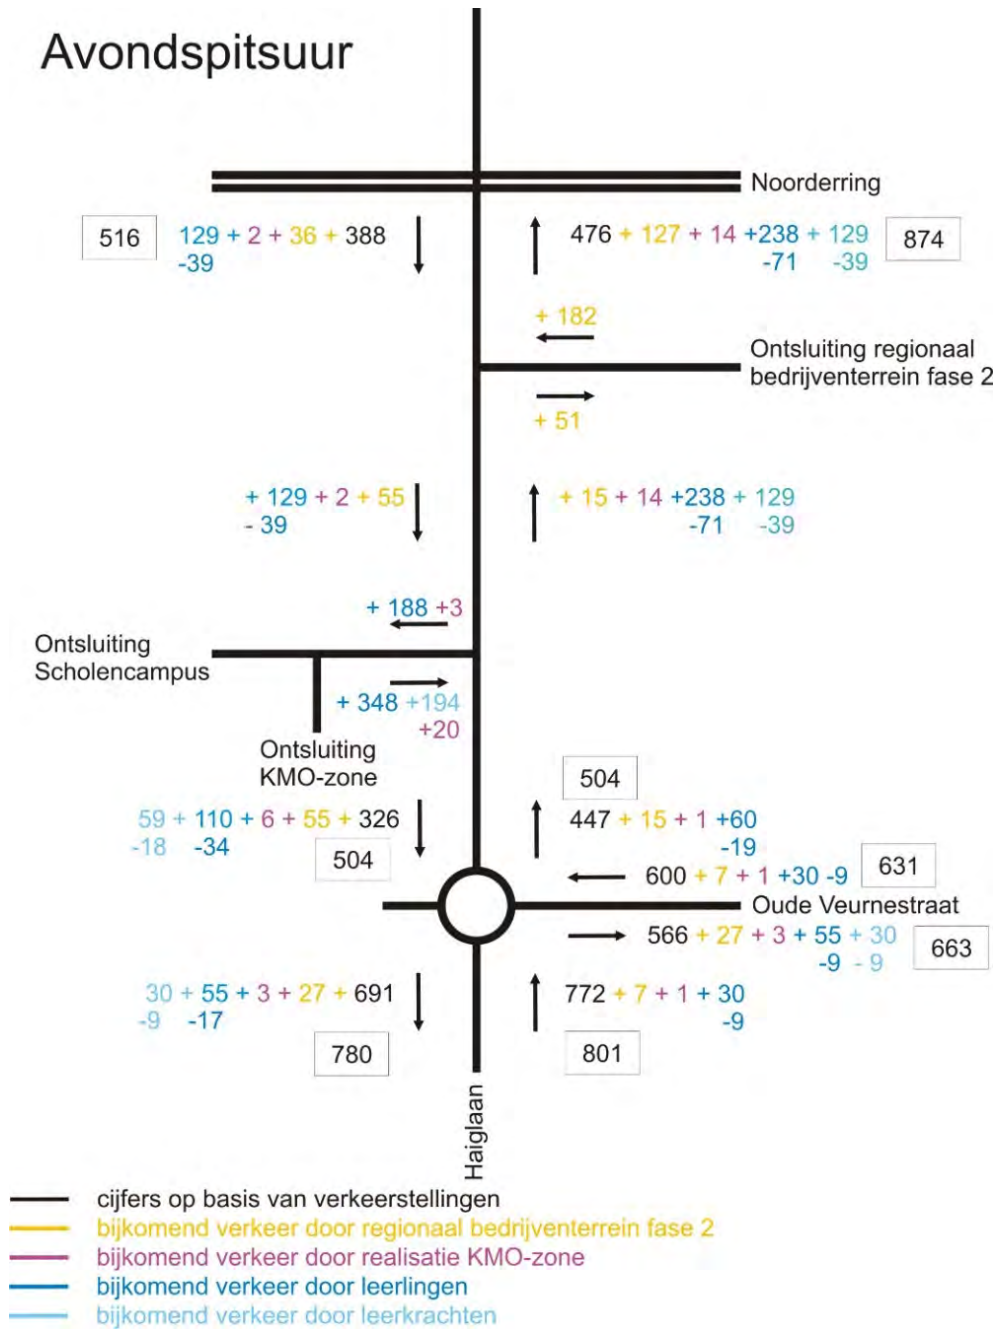 Avondspitsuur
Noorderring
516
129 + 2 + 36 + 388
-39
476 + 127 + 14 +238 + 129
-71 -39
874
+ 182
Ontsluiting regionaal
bedrijventerrein fase 2
+ 51
+ 129 + 2 + 55
- 39
+ 15 + 14 +238 + 129
-71 -39
+ 188 +3
Ontsluiting
Scholencampus
+ 348 +194
+20
Ontsluiting
KMO-zone
504
59 + 110 + 6 + 55 + 326
-18 -34
504
447 + 15 + 1 +60
-19
600 + 7 + 1 +30 -9
631
Oude Veurnestraat
566 + 27 + 3 + 55 + 30
-9 - 9
663
30 + 55 + 3 + 27 + 691
-9 -17
780
772 + 7 + 1 + 30
-9
801
Haiglaan
cijfers op basis van verkeerstellingen
bijkomend verkeer door regionaal bedrijventerrein fase 2
bijkomend verkeer door realisatie KMO-zone
bijkomend verkeer door leerlingen
bijkomend verkeer door leerkrachten